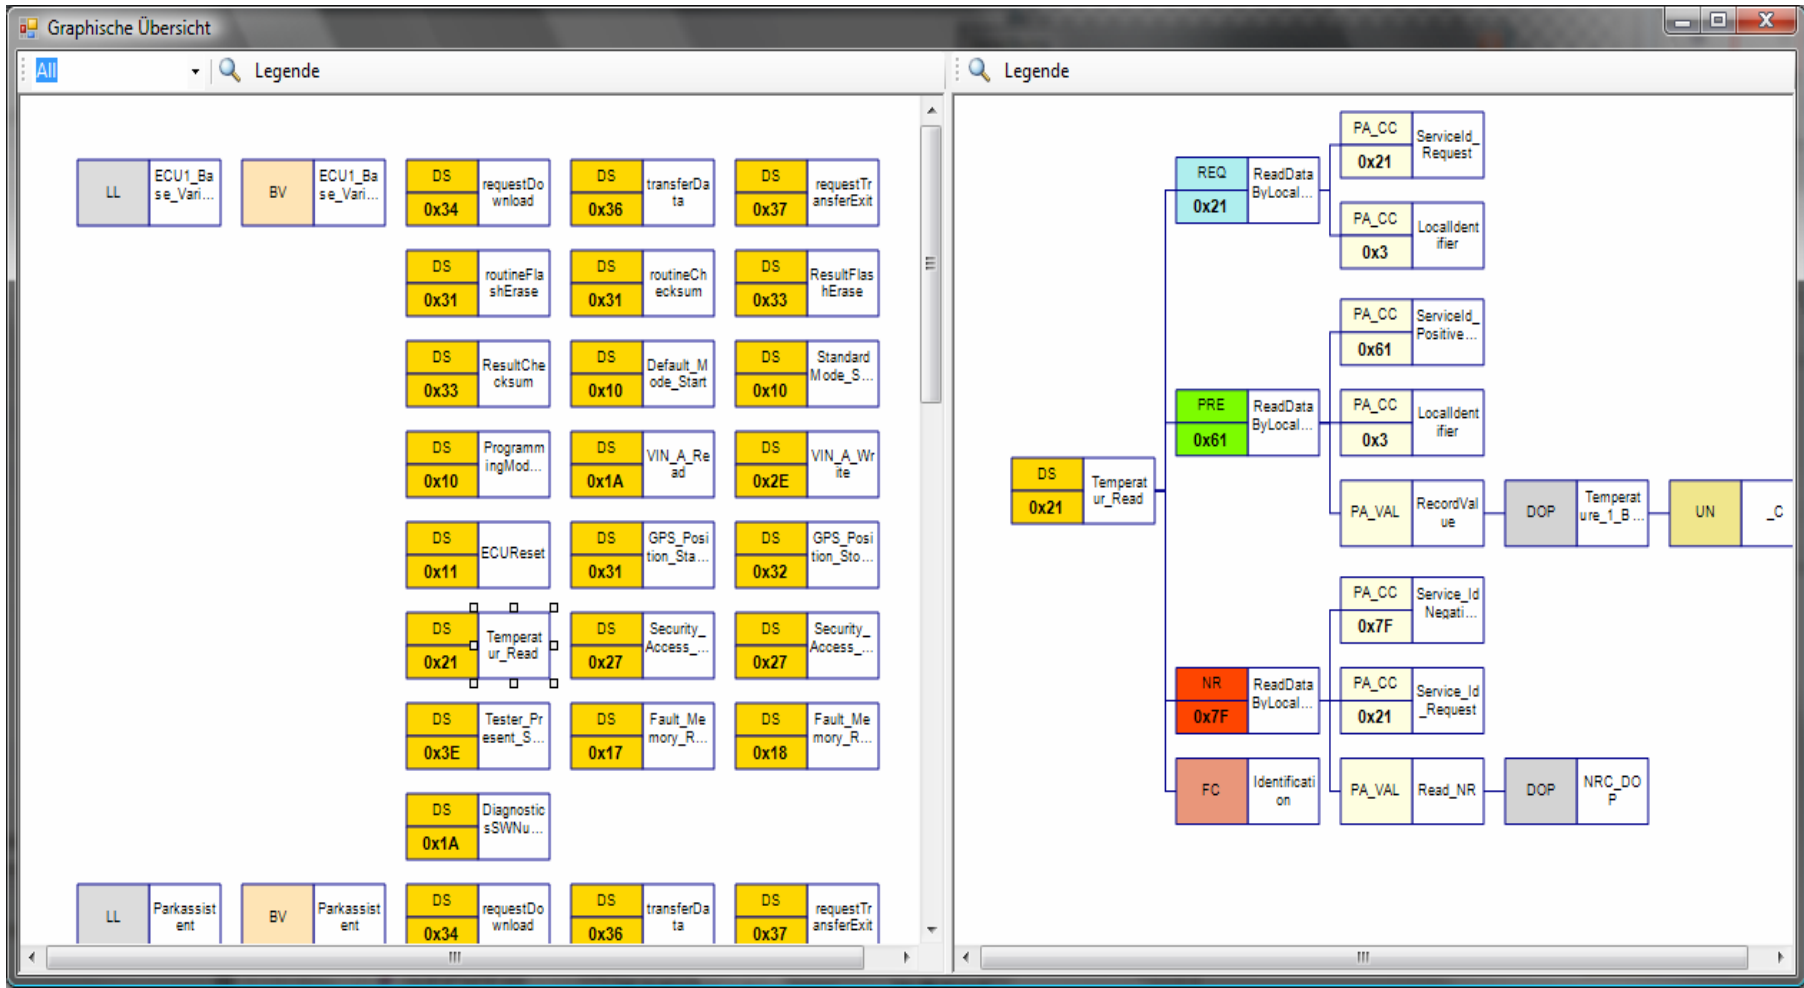 Graphische Übersicht
All
Legende
Legende
LL
ECU1_Ba
se_Vari...
BV
ECU1_Ba
se_Vari...
DS
0x34
requestDo
wnload
DS
0x36
transferDa
ta
DS
0x37
requestTr
ansferExit
DS
0x31
routineFla
shErase
DS
0x31
routineCh
ecksum
DS
0x33
ResultFlas
hErase
DS
0x33
ResultChe
cksum
DS
0x10
Default_M
ode_Start
DS
0x10
Standard
Mode_S...
DS
0x10
Programm
ingMod...
DS
0x1A
VIN_A_Re
ad
DS
0x2E
VIN_A_Wr
ite
DS
0x11
ECUReset
DS
0x31
GPS_Posi
tion_Sta...
DS
0x32
GPS_Posi
tion_Sto...
DS
0x21
Temperat
ur_Read
DS
0x27
Security_
Access_...
DS
0x27
Security_
Access_...
DS
0x3E
Tester_Pr
esent_S...
DS
0x17
Fault_Me
mory_R...
DS
0x18
Fault_Me
mory_R...
DS
0x1A
Diagnostic
sSWNu...
LL
Parkassist
ent
BV
Parkassist
ent
DS
0x34
requestDo
wnload
DS
0x36
transferDa
ta
DS
0x37
requestTr
ansferExit
DS
0x21
Temperat
ur_Read
REQ
0x21
ReadData
ByLocal...
PA_CC
0x21
ServiceId_
Request
PA_CC
0x3
LocalIdent
ifier
PRE
0x61
ReadData
ByLocal...
PA_CC
0x61
ServiceId_
Positive...
PA_CC
0x3
LocalIdent
ifier
PA_VAL
RecordVal
ue
DOP
Temperat
ure_1_B...
UN
_C
NR
0x7F
ReadData
ByLocal...
PA_CC
0x7F
Service_Id
Negati...
PA_CC
0x21
Service_Id
_Request
FC
Identificati
on
PA_VAL
Read_NR
DOP
NRC_DO
P